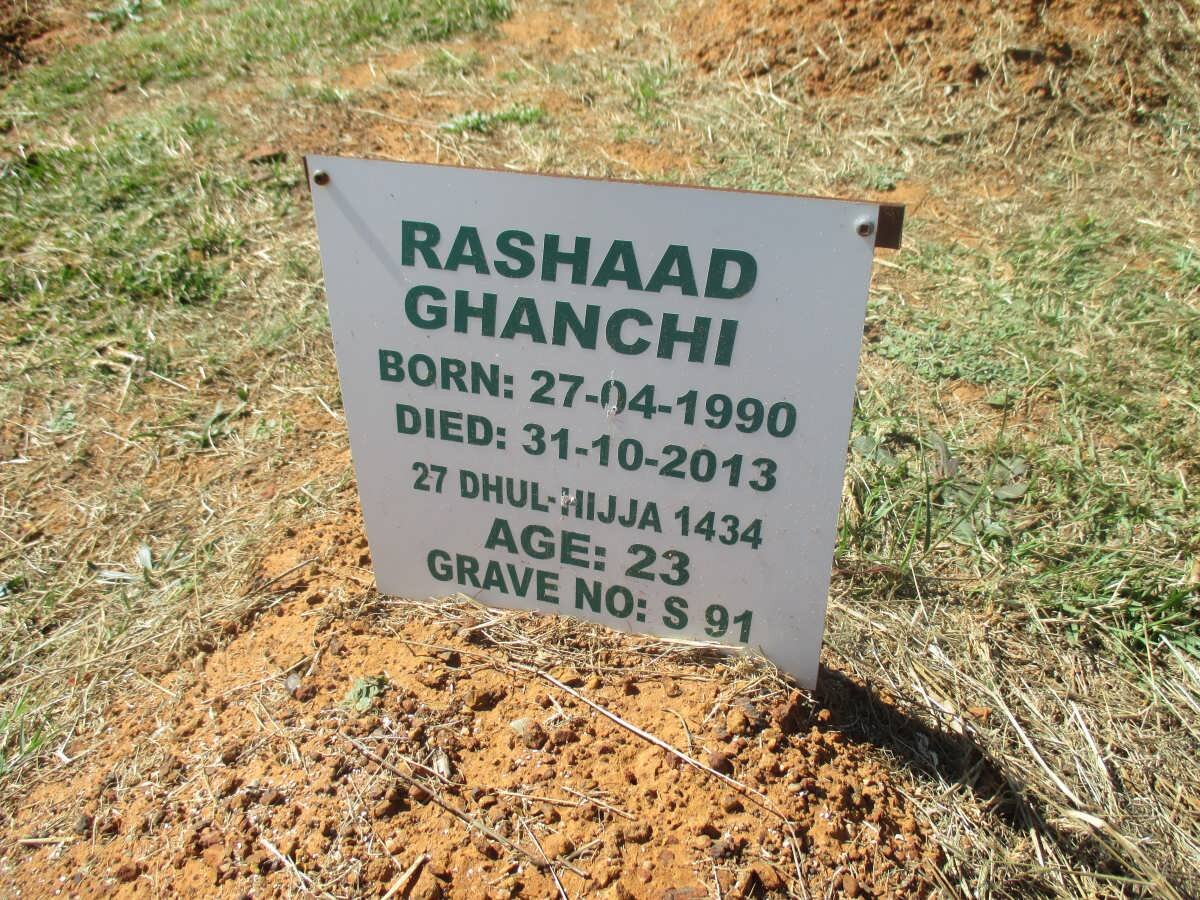 RASHAAD
GHANCHI
BORN: 27-04-1990
DIED: 31-10-2013
27 DHUL-HIJJA 1434
AGE: 23
GRAVE NO: S 91